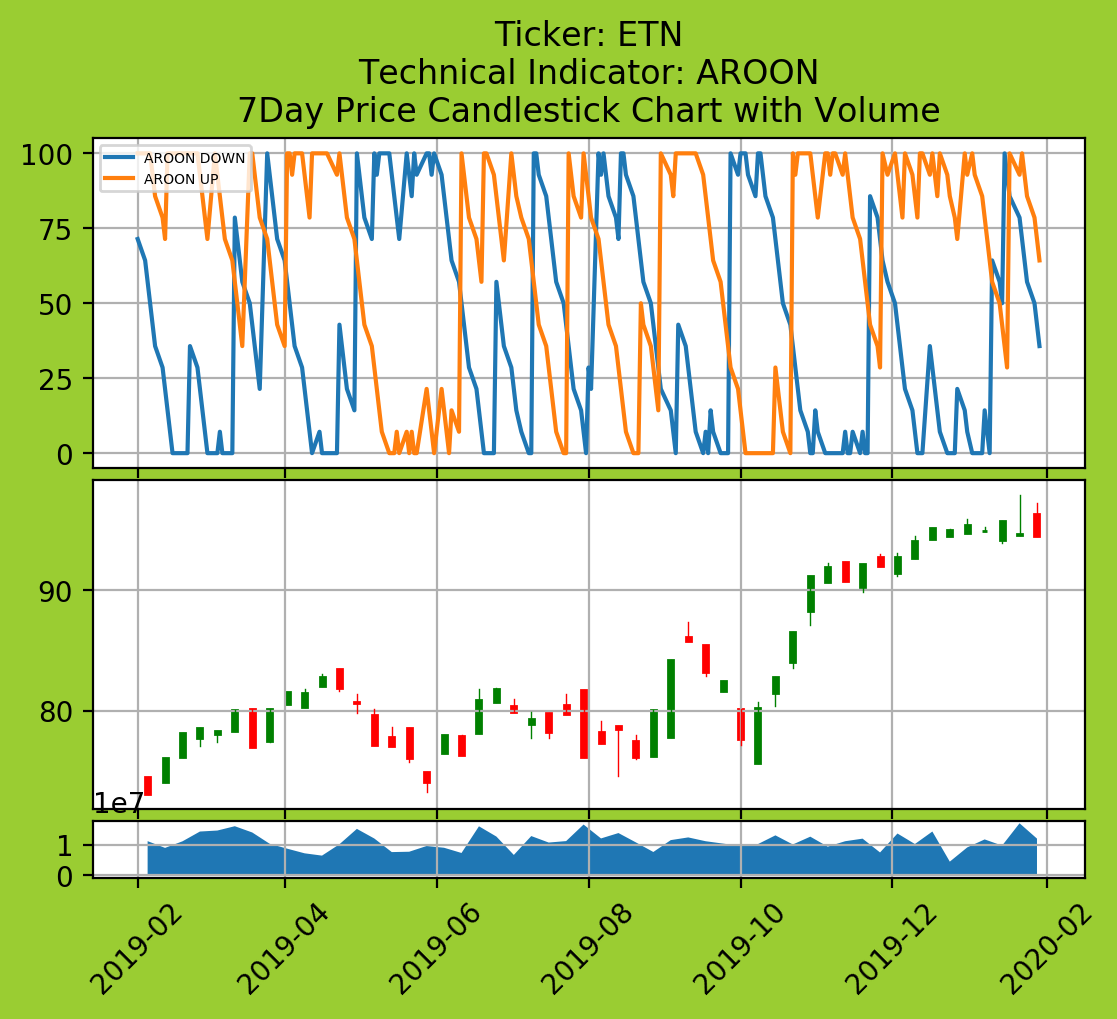 Ticker: ETN
Technical Indicator: AROON
7Day Price Candlestick Chart with Volume
100
75
50
25
0
AROON DOWN
AROON UP
90
80
1e7
1
0
2019-02
2019-04
2019-06
2019-08
2019-10
2019-12
2020-02